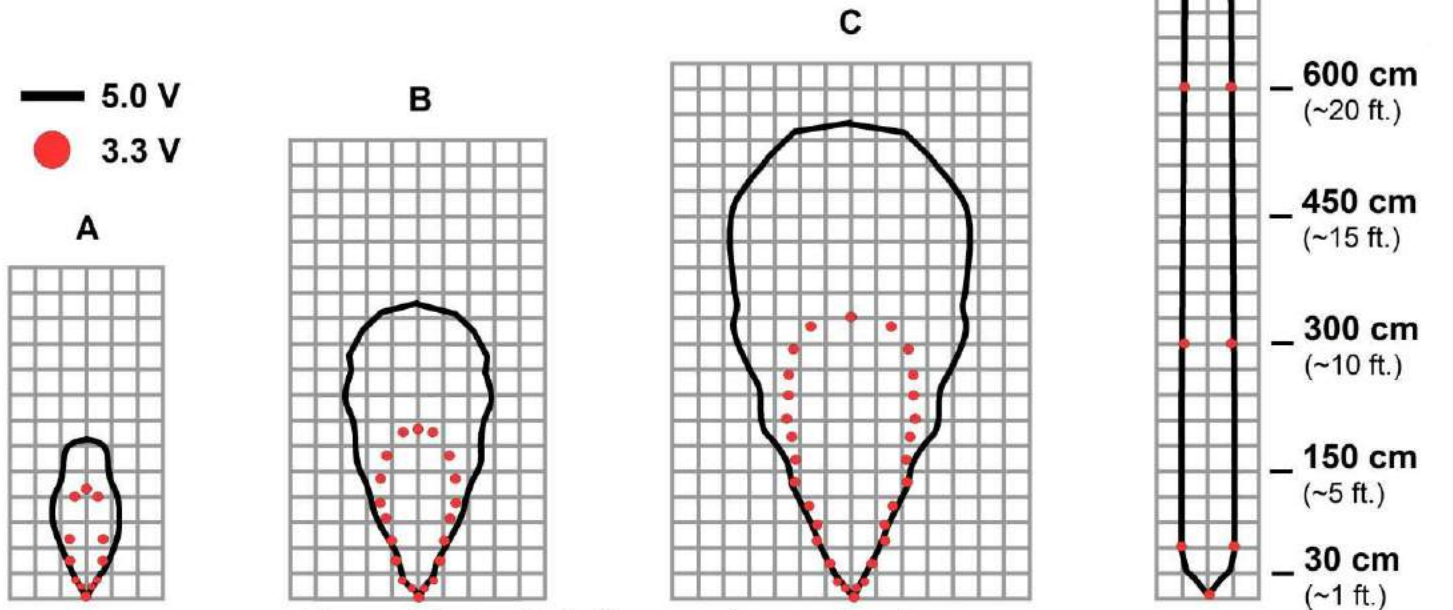 C
B
5.0 V
3.3 V
A
600 cm
(~20 ft.)
450 cm
(~15 ft.)
300 cm
(~10 ft.)
150 cm
(~5 ft.)
30 cm
(~1 ft.)